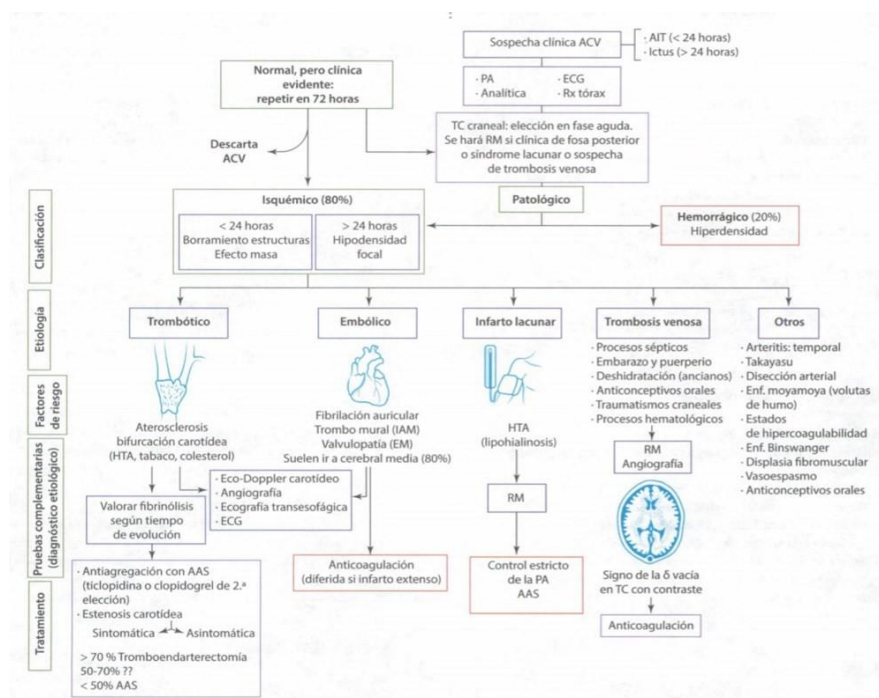 Sospecha clínica ACV
· AIT (< 24 horas)
· Ictus (> 24 horas)
Normal, pero clínica
evidente:
repetir en 72 horas
· PA
· ECG
· Analítica
· Rx tórax
TC craneal: elección en fase aguda.
Se hará RM si clínica de fosa posterior
o síndrome lacunar o sospecha
de trombosis venosa
Descarta
ACV
Clasificación
Isquémico (80%)
< 24 horas
Borramiento estructuras
Efecto masa
> 24 horas
Hipodensidad
focal
Patológico
Hemorrágico (20%)
Hiperdensidad
Etiología
Trombótico
Embólico
Infarto lacunar
Trombosis venosa
Otros
Factores
de riesgo
Aterosclerosis
bifurcación carotídea
(HTA, tabaco, colesterol)
Fibrilación auricular
Trombo mural (IAM)
Valvulopatía (EM)
Suelen ir a cerebral media (80%)
HTA
(lipohialinosis)
· Procesos sépticos
· Embarazo y puerperio
· Deshidratación (ancianos)
· Anticonceptivos orales
· Traumatismos craneales
· Procesos hematológicos
· Arteritis: temporal
· Takayasu
· Disección arterial
· Enf. moyamoya (volutas
de humo)
· Estados
de hipercoagulabilidad
· Enf. Binswanger
· Displasia fibromuscular
· Vasoespasmo
· Anticonceptivos orales
Pruebas complementarias
(diagnóstico etiológico)
Valorar fibrinólisis
según tiempo
de evolución
· Eco-Doppler carotídeo
· Angiografía
· Ecografía transesofágica
· ECG
RM
RM
Angiografía
Signo de la δ vacía
en TC con contraste
Tratamiento
· Antiagregación con AAS
(ticlopidina o clopidogrel de 2.ª
elección)
· Estenosis carotídea
Sintomática
Asintomática
> 70 % Tromboendarterectomía
50-70% ??
< 50% AAS
Anticoagulación
(diferida si infarto extenso)
Control estricto
de la PA
AAS
Anticoagulación